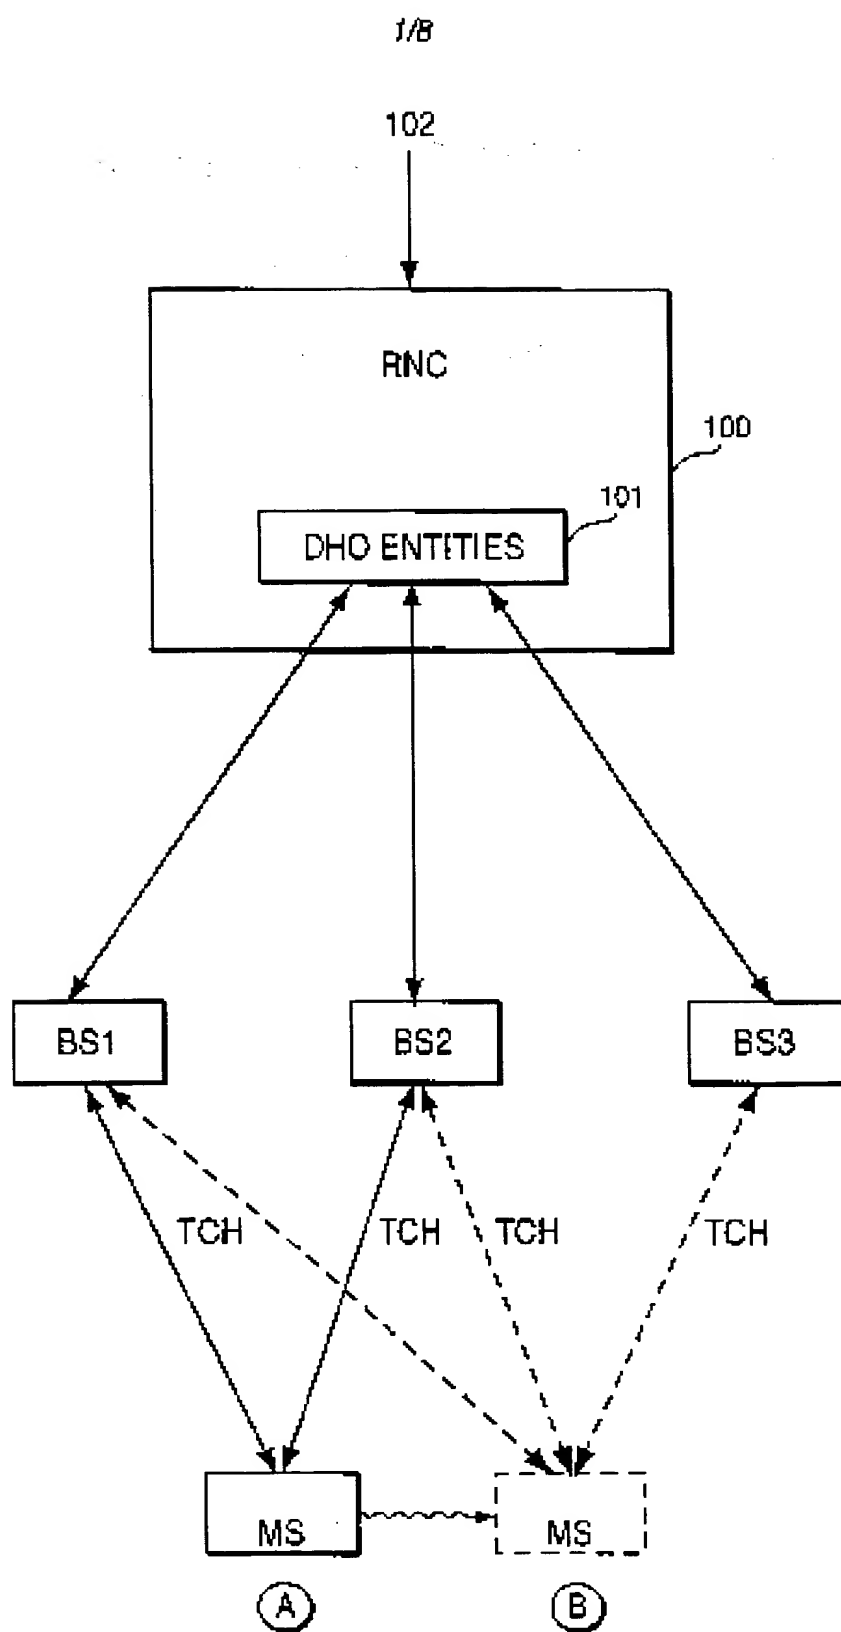 1/8
102
RNC
100
101
DHO ENTITIES
BS1
BS2
BS3
TCH
TCH
TCH
TCH
MS
MS
A
B